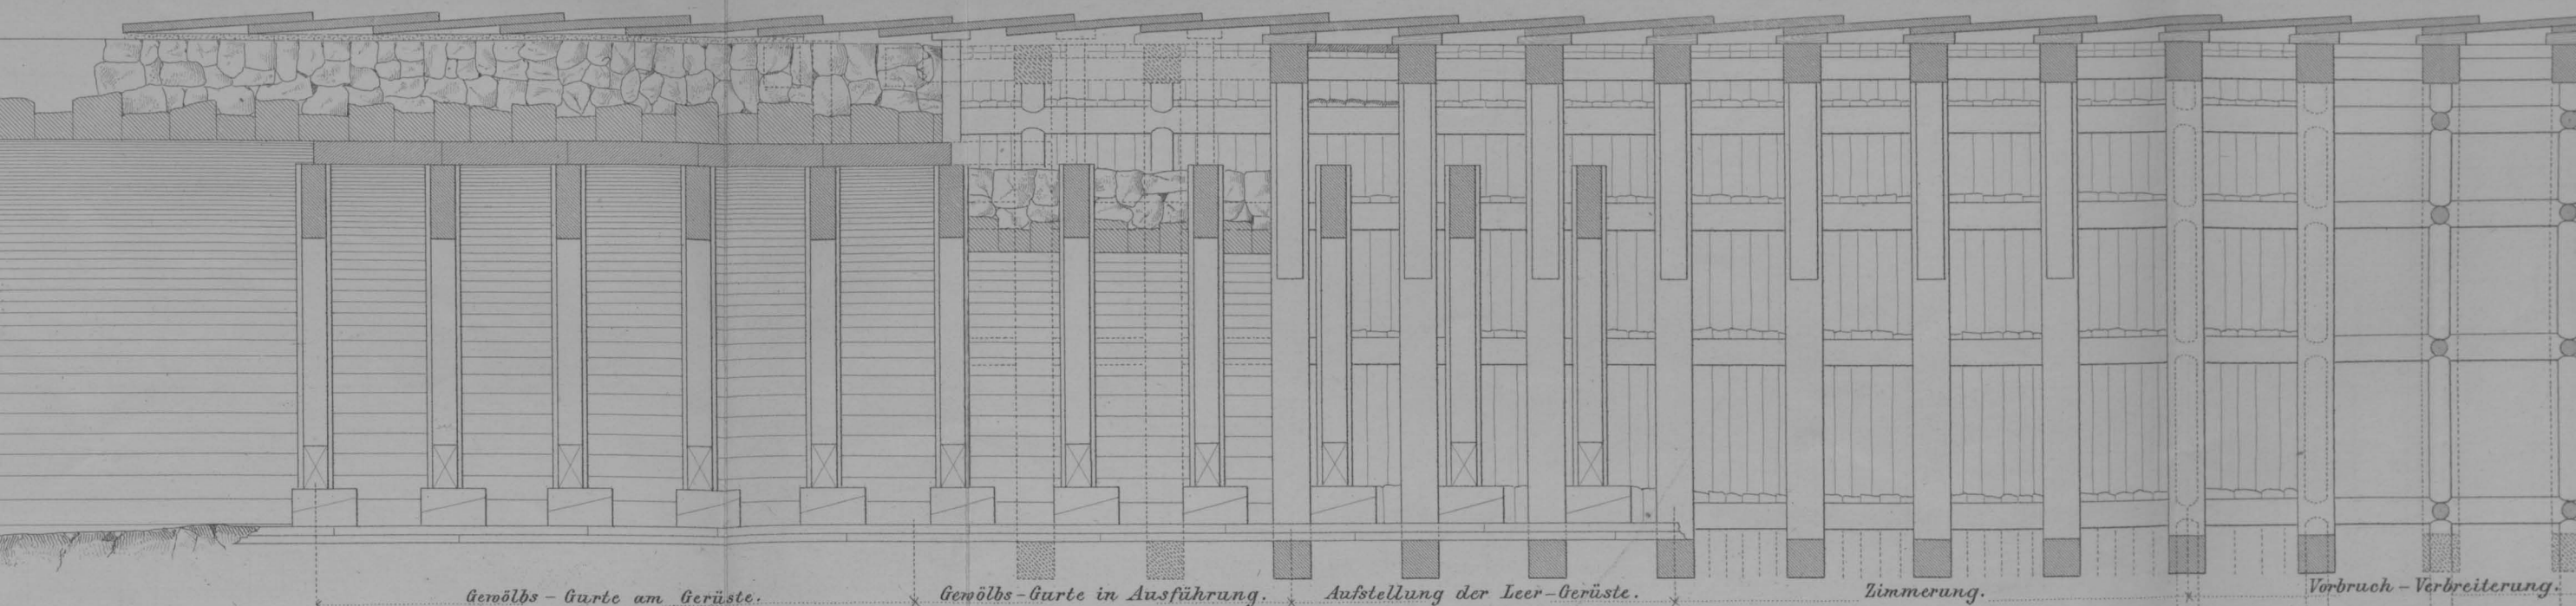 Gewölbs - Gurte am Gerüste. Gewölbs - Gurte in Ausführung. Aufstellung der Leer - Gerüste. Zimmerung. Vorbruch - Verbreiterung.